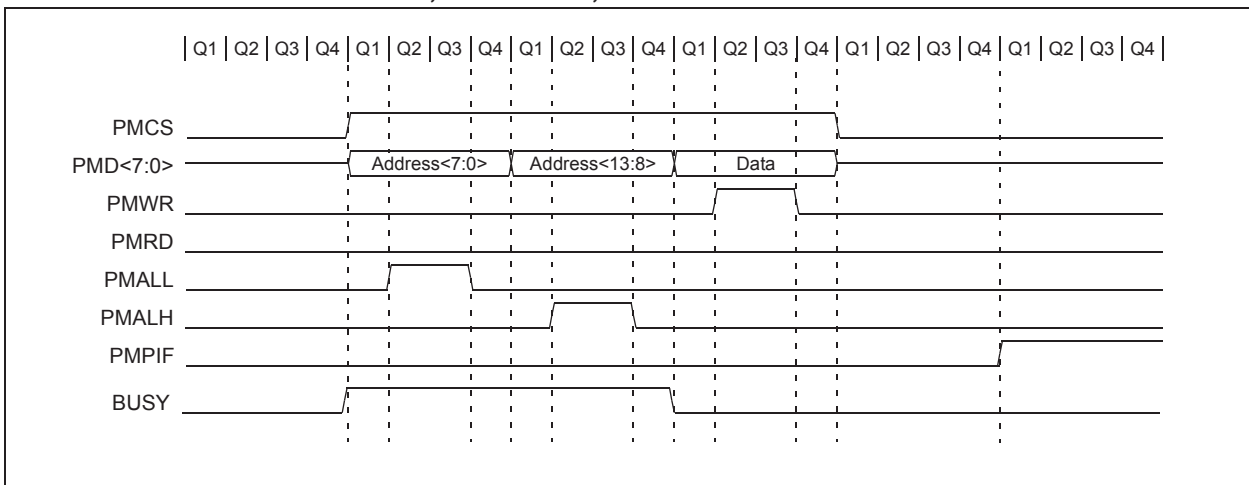 Q1 Q2 Q3 Q4 Q1 Q2 Q3 Q4 Q1 Q2 Q3 Q4 Q1 Q2 Q3 Q4 Q1 Q2 Q3 Q4 Q1 Q2 Q3 Q4
PMCS
PMD<7:0> Address<7:0> Address<13:8> Data
PMWR
PMRD
PMALL
PMALH
PMPIF
BUSY